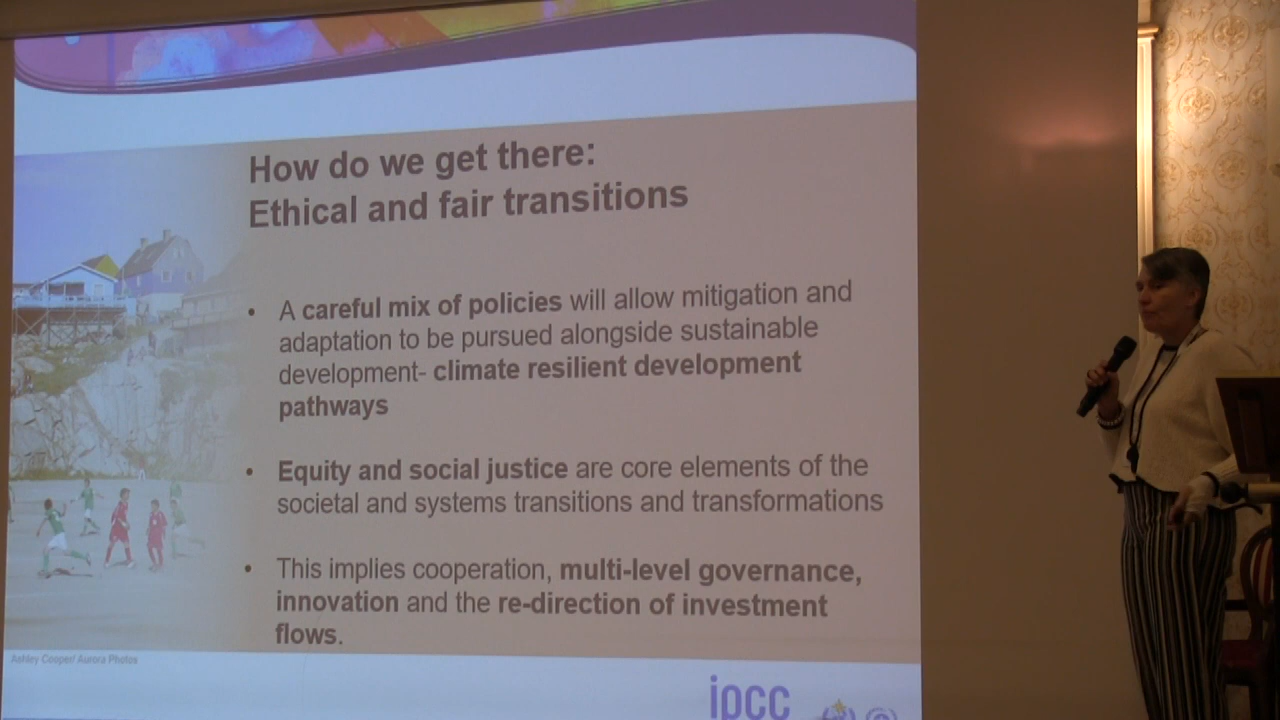 How do we get there:
Ethical and fair transitions
• A careful mix of policies will allow mitigation and
adaptation to be pursued alongside sustainable
development- climate resilient development
pathways
• Equity and social justice are core elements of the
societal and systems transitions and transformations
• This implies cooperation, multi-level governance,
innovation and the re-direction of investment
flows.
Ashley Cooper/ Aurora Photos
ipcc